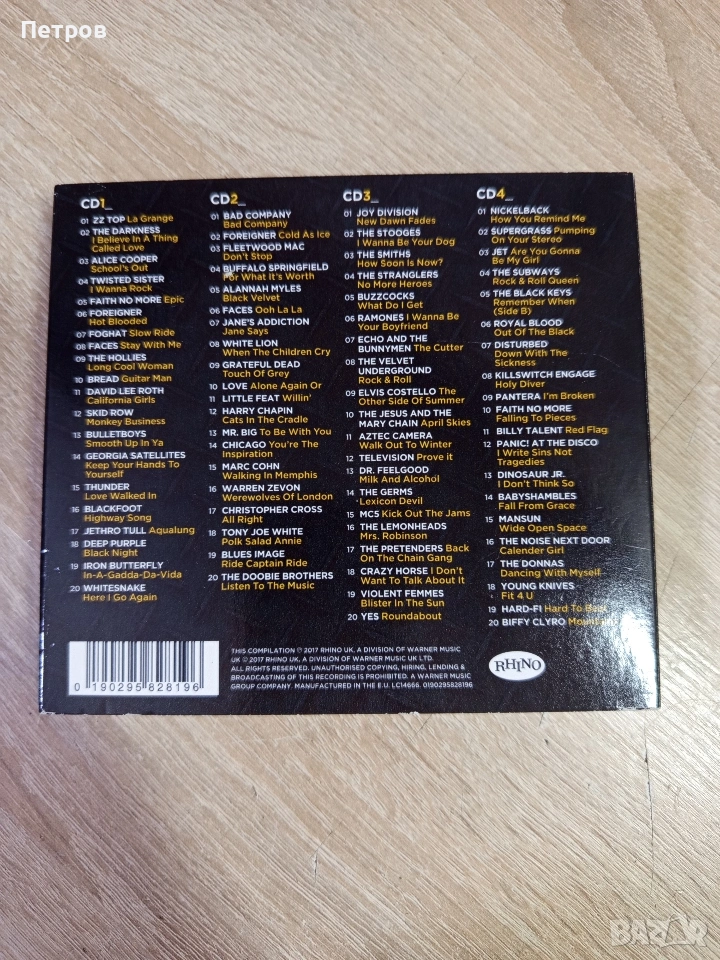 Петров
CD1_
01 ZZ TOP La Grange
02 THE DARKNESS
I Believe In A Thing
Called Love
03 ALICE COOPER
School's Out
04 TWISTED SISTER
I Wanna Rock
05 FAITH NO MORE Epic
06 FOREIGNER
Hot Blooded
07 FOGHAT Slow Ride
08 FACES Stay With Me
09 THE HOLLIES
Long Cool Woman
10 BREAD Guitar Man
11 DAVID LEE ROTH
California Girls
12 SKID ROW
Monkey Business
13 BULLETBOYS
Smooth Up In Ya
14 GEORGIA SATELLITES
Keep Your Hands To
Yourself
15 THUNDER
Love Walked In
16 BLACKFOOT
Highway Song
17 JETHRO TULL Aqualung
18 DEEP PURPLE
Black Night
19 IRON BUTTERFLY
In-A-Gadda-Da-Vida
20 WHITESNAKE
Here I Go Again
CD2_
01 BAD COMPANY
Bad Company
02 FOREIGNER Cold As Ice
03 FLEETWOOD MAC
Don't Stop
04 BUFFALO SPRINGFIELD
For What It's Worth
05 ALANNAH MYLES
Black Velvet
06 FACES Ooh La La
07 JANE'S ADDICTION
Jane Says
08 WHITE LION
When The Children Cry
09 GRATEFUL DEAD
Touch Of Grey
10 LOVE Alone Again Or
11 LITTLE FEAT Willin'
12 HARRY CHAPIN
Cats In The Cradle
13 MR. BIG To Be With You
14 CHICAGO You're The
Inspiration
15 MARC COHN
Walking In Memphis
16 WARREN ZEVON
Werewolves Of London
17 CHRISTOPHER CROSS
All Right
18 TONY JOE WHITE
Polk Salad Annie
19 BLUES IMAGE
Ride Captain Ride
20 THE DOOBIE BROTHERS
Listen To The Music
CD3_
01 JOY DIVISION
New Dawn Fades
02 THE STOOGES
I Wanna Be Your Dog
03 THE SMITHS
How Soon Is Now?
04 THE STRANGLERS
No More Heroes
05 BUZZCOCKS
What Do I Get
06 RAMONES I Wanna Be
Your Boyfriend
07 ECHO AND THE
BUNNYMEN The Cutter
08 THE VELVET
UNDERGROUND
Rock & Roll
09 ELVIS COSTELLO The
Other Side Of Summer
10 THE JESUS AND THE
MARY CHAIN April Skies
11 AZTEC CAMERA
Walk Out To Winter
12 TELEVISION Prove it
13 DR. FEELGOOD
Milk And Alcohol
14 THE GERMS
Lexicon Devil
15 MC5 Kick Out The Jams
16 THE LEMONHEADS
Mrs. Robinson
17 THE PRETENDERS Back
On The Chain Gang
18 CRAZY HORSE I Don't
Want To Talk About It
19 VIOLENT FEMMES
Blister In The Sun
20 YES Roundabout
CD4_
01 NICKELBACK
How You Remind Me
02 SUPERGRASS Pumping
On Your Stereo
03 JET Are You Gonna
Be My Girl
04 THE SUBWAYS
Rock & Roll Queen
05 THE BLACK KEYS
Remember When
(Side B)
06 ROYAL BLOOD
Out Of The Black
07 DISTURBED
Down With The
Sickness
08 KILLSWITCH ENGAGE
Holy Diver
09 PANTERA I'm Broken
10 FAITH NO MORE
Falling To Pieces
11 BILLY TALENT Red Flag
12 PANIC! AT THE DISCO
I Write Sins Not
Tragedies
13 DINOSAUR JR.
I Don't Think So
14 BABYSHAMBLES
Fall From Grace
15 MANSUN
Wide Open Space
16 THE NOISE NEXT DOOR
Calender Girl
17 THE DONNAS
Dancing With Myself
18 YOUNG KNIVES
Fit 4 U
19 HARD-FI Hard To Beat
20 BIFFY CLYRO
0 190295 828196
THIS COMPILATION ℗ 2017 RHINO UK, A DIVISION OF WARNER MUSIC
UK © 2017 RHINO UK, A DIVISION OF WARNER MUSIC UK LTD.
ALL RIGHTS RESERVED. UNAUTHORISED COPYING, HIRING, LENDING &
BROADCASTING OF THIS RECORDING IS PROHIBITED. A WARNER MUSIC
GROUP COMPANY. MANUFACTURED IN THE E.U. LC14666 0190295828196
RHINO
BAZAR